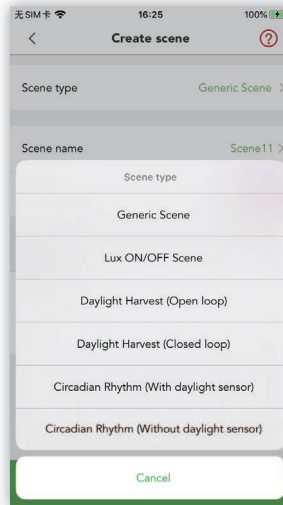 无SIM卡 16:25 100%
Create scene
Scene type Generic Scene
Scene name Scene11
Scene type
Generic Scene
Lux ON/OFF Scene
Daylight Harvest (Open loop)
Daylight Harvest (Closed loop)
Circadian Rhythm (With daylight sensor)
Circadian Rhythm (Without daylight sensor)
Cancel